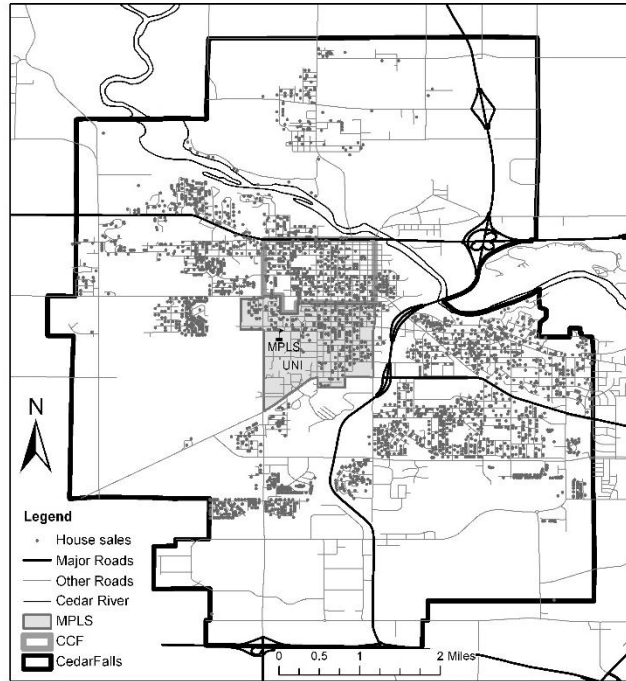 MPLS
UNI
N
Legend
House sales
Major Roads
Other Roads
Cedar River
MPLS
CCF
CedarFalls
0 0.5 1 2 Miles